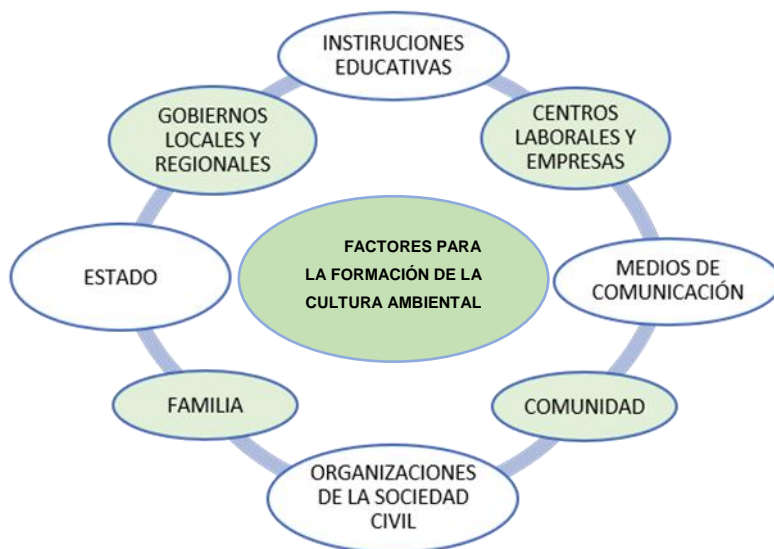 INSTIRUCIONES
EDUCATIVAS
GOBIERNOS
LOCALES Y
REGIONALES
CENTROS
LABORALES Y
EMPRESAS
FACTORES PARA
LA FORMACIÓN DE LA
CULTURA AMBIENTAL
ESTADO
MEDIOS DE
COMUNICACIÓN
FAMILIA
COMUNIDAD
ORGANIZACIONES
DE LA SOCIEDAD
CIVIL